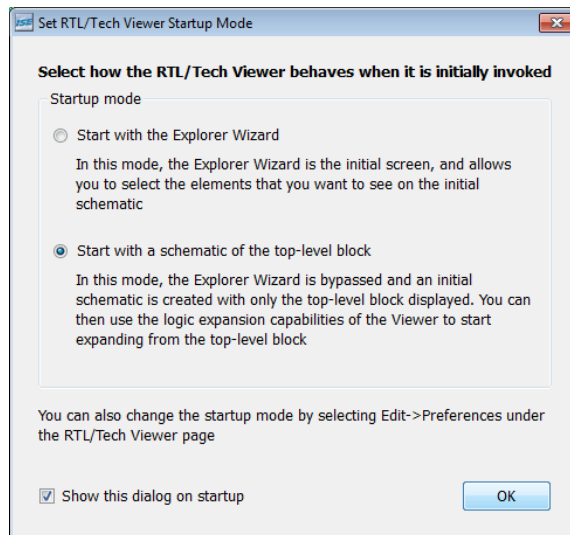 ISE Set RTL/Tech Viewer Startup Mode
Select how the RTL/Tech Viewer behaves when it is initially invoked
Startup mode
Start with the Explorer Wizard
In this mode, the Explorer Wizard is the initial screen, and allows
you to select the elements that you want to see on the initial
schematic
Start with a schematic of the top-level block
In this mode, the Explorer Wizard is bypassed and an initial
schematic is created with only the top-level block displayed. You can
then use the logic expansion capabilities of the Viewer to start
expanding from the top-level block
You can also change the startup mode by selecting Edit->Preferences under
the RTL/Tech Viewer page
Show this dialog on startup
OK